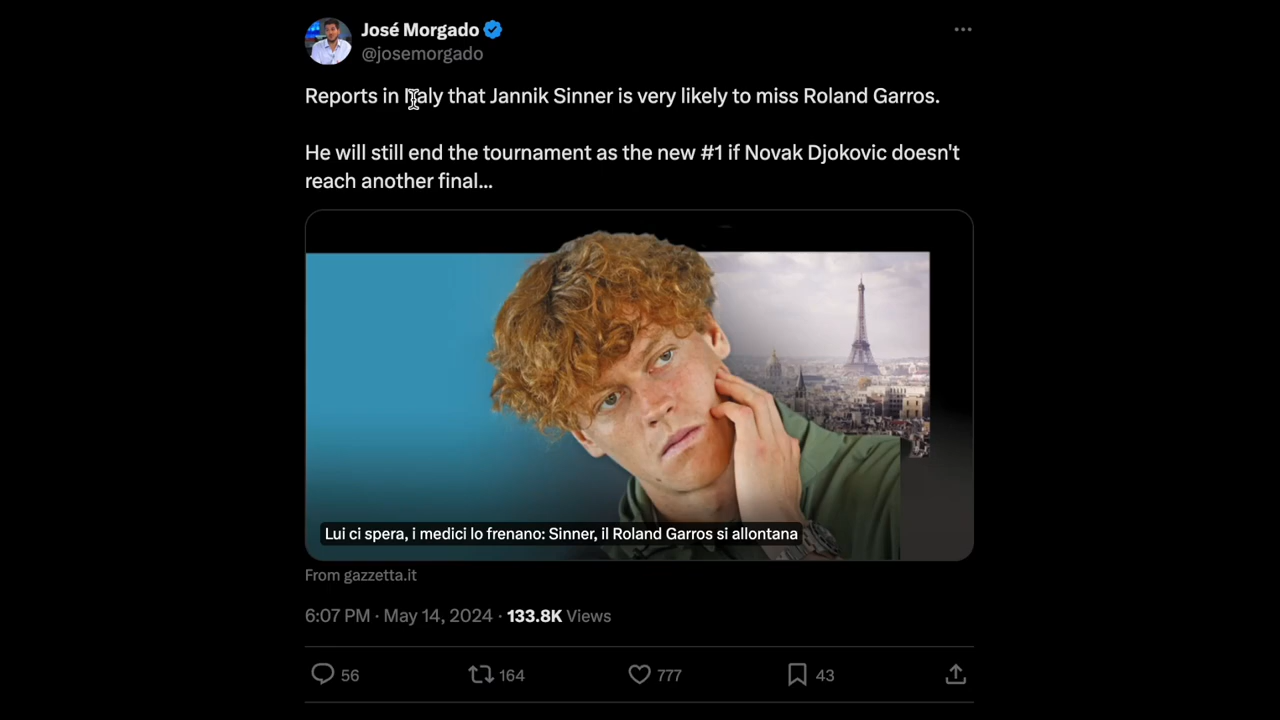 José Morgado
@josemorgado
Reports in Italy that Jannik Sinner is very likely to miss Roland Garros.
He will still end the tournament as the new #1 if Novak Djokovic doesn't
reach another final...
Lui ci spera, i medici lo frenano: Sinner, il Roland Garros si allontana
From gazzetta.it
6:07 PM · May 14, 2024 · 133.8K Views
56 164 777 43